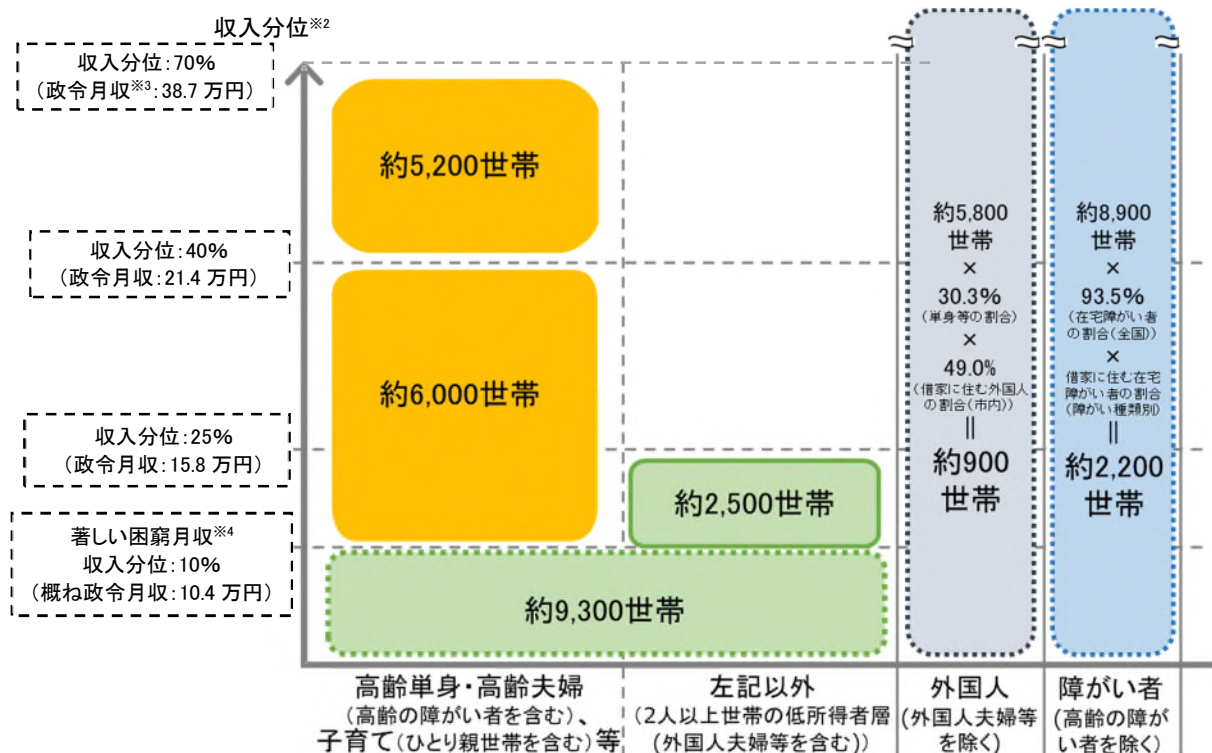 収入分位※2
収入分位:70%
(政令月収※3:38.7 万円)
収入分位:40%
(政令月収:21.4 万円)
収入分位:25%
(政令月収:15.8 万円)
著しい困窮月収※4
収入分位:10%
(概ね政令月収:10.4 万円)
約5,200世帯
約6,000世帯
約2,500世帯
約9,300世帯
約5,800
世帯
×
30.3%
(単身等の割合)
×
49.0%
(借家に住む外国人
の割合(市内))
||
約900
世帯
約8,900
世帯
×
93.5%
(在宅障がい者
の割合(全国))
×
借家に住む在宅
障がい者の割合
(障がい種類別)
||
約2,200
世帯
高齢単身・高齢夫婦
(高齢の障がい者を含む)、
子育て(ひとり親世帯を含む)等
左記以外
(2人以上世帯の低所得者層
(外国人夫婦等を含む))
外国人
(外国人夫婦等
を除く)
障がい者
(高齢の障が
い者を除く)